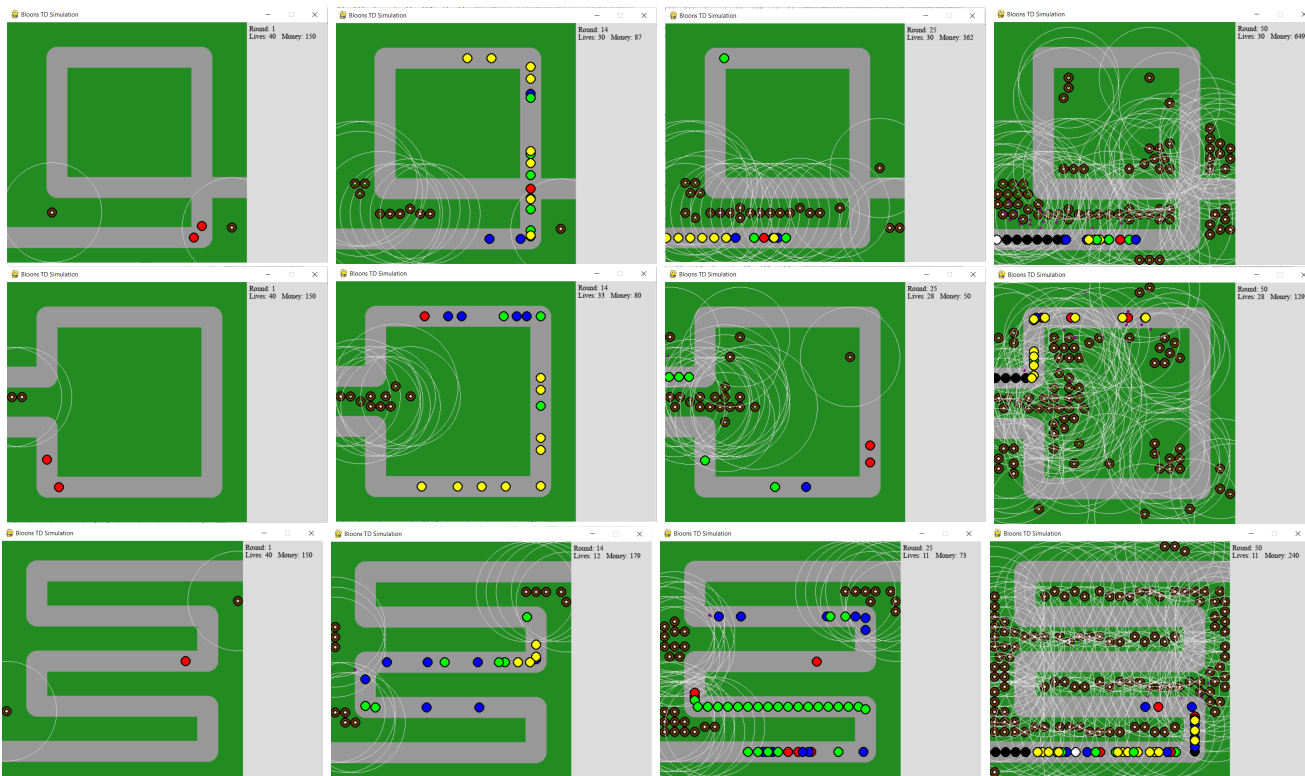 Bloons TD Simulation
Round: 1
Lives: 40 Money: 150
Bloons TD Simulation
Round: 14
Lives: 30 Money: 87
Bloons TD Simulation
Round: 25
Lives: 30 Money: 362
Bloons TD Simulation
Round: 50
Lives: 30 Money: 649
Bloons TD Simulation
Round: 1
Lives: 40 Money: 150
Bloons TD Simulation
Round: 14
Lives: 33 Money: 80
Bloons TD Simulation
Round: 25
Lives: 28 Money: 50
Bloons TD Simulation
Round: 50
Lives: 28 Money: 129
Bloons TD Simulation
Round: 1
Lives: 40 Money: 150
Bloons TD Simulation
Round: 14
Lives: 12 Money: 179
Bloons TD Simulation
Round: 25
Lives: 11 Money: 73
Bloons TD Simulation
Round: 50
Lives: 11 Money: 240